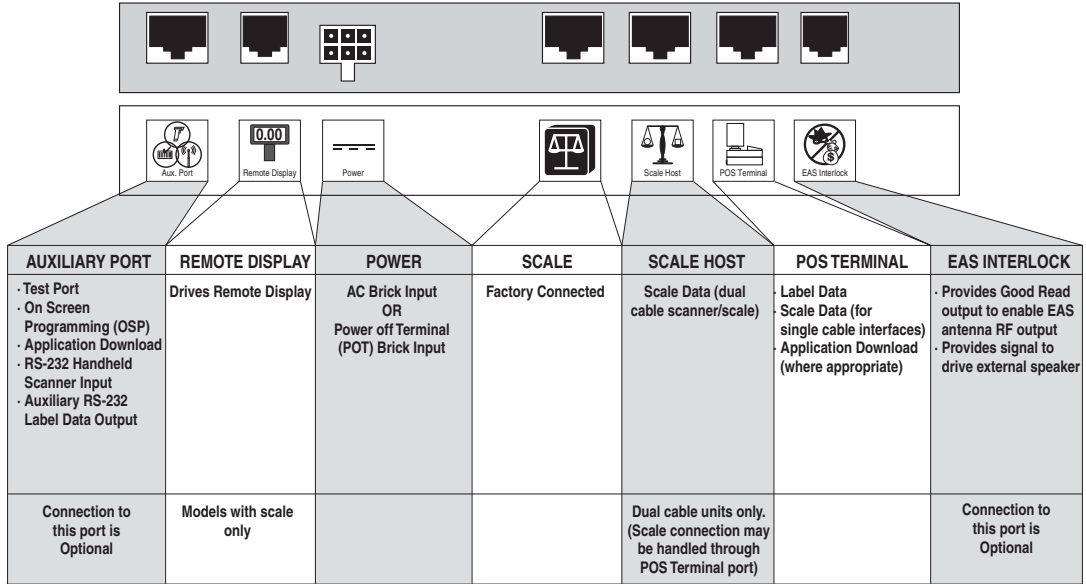 0.00
Aux. Port
Remote Display
Power
Scale Host
POS Terminal
EAS Interlock
AUXILIARY PORT
· Test Port
· On Screen
Programming (OSP)
· Application Download
· RS-232 Handheld
Scanner Input
· Auxiliary RS-232
Label Data Output
Connection to
this port is
Optional
REMOTE DISPLAY
Drives Remote Display
Models with scale
only
POWER
AC Brick Input
OR
Power off Terminal
(POT) Brick Input
SCALE
Factory Connected
SCALE HOST
Scale Data (dual
cable scanner/scale)
Dual cable units only.
(Scale connection may
be handled through
POS Terminal port)
POS TERMINAL
· Label Data
· Scale Data (for
single cable interfaces)
· Application Download
(where appropriate)
EAS INTERLOCK
· Provides Good Read
output to enable EAS
antenna RF output
· Provides signal to
drive external speaker
Connection to
this port is
Optional